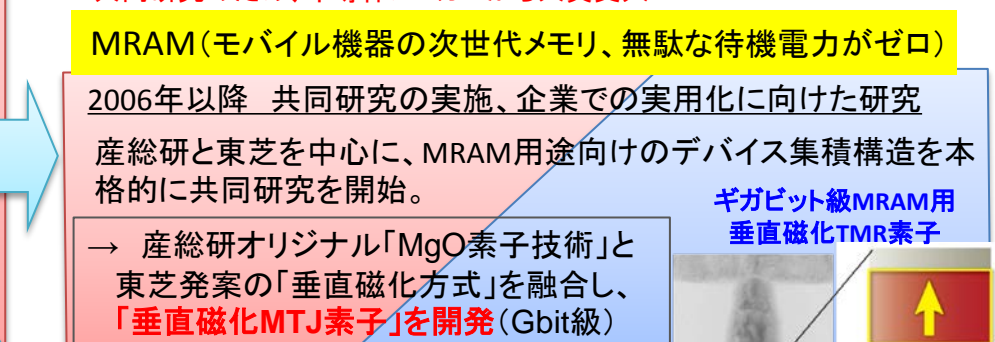 MRAM（モバイル機器の次世代メモリ、無駄な待機電力がゼロ）
2006年以降　共同研究の実施、企業での実用化に向けた研究
産総研と東芝を中心に、MRAM用途向けのデバイス集積構造を本
格的に共同研究を開始。
ギガビット級MRAM用
垂直磁化TMR素子
→　産総研オリジナル「MgO素子技術」と
東芝発案の「垂直磁化方式」を融合し、
「垂直磁化MTJ素子」を開発（Gbit級）